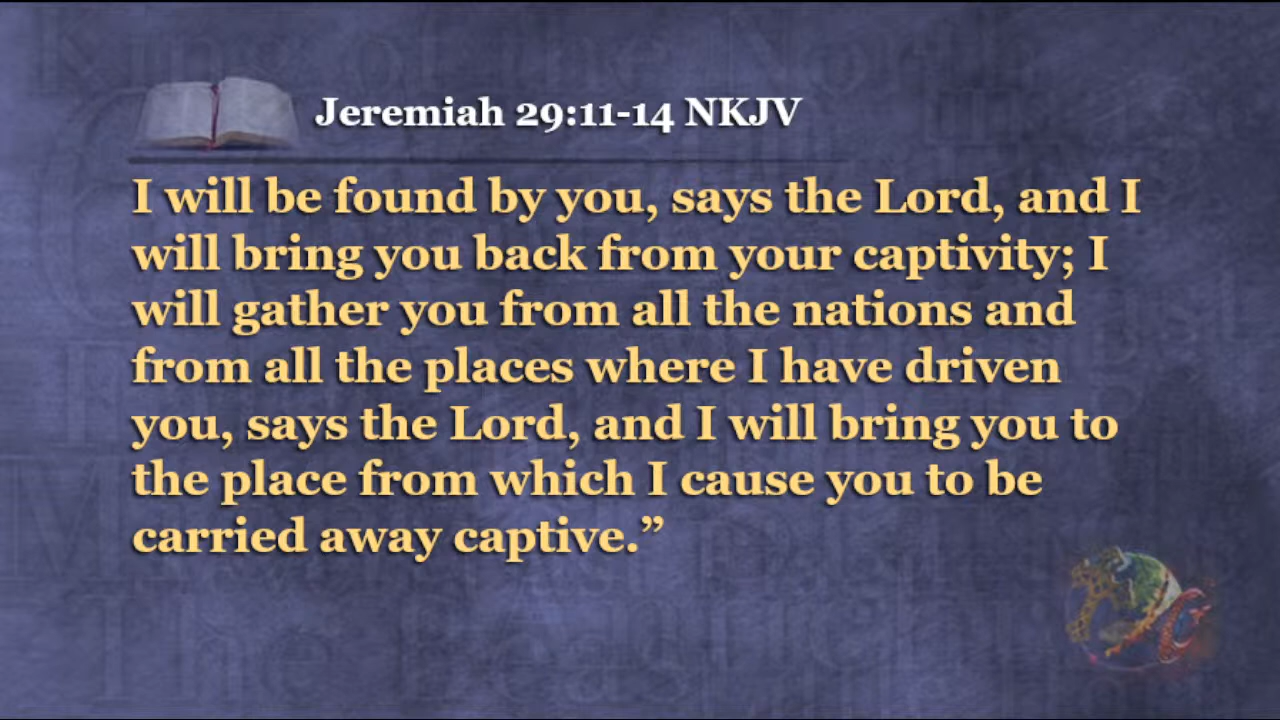 Jeremiah 29:11-14 NKJV
I will be found by you, says the Lord, and I
will bring you back from your captivity; I
will gather you from all the nations and
from all the places where I have driven
you, says the Lord, and I will bring you to
the place from which I cause you to be
carried away captive.”